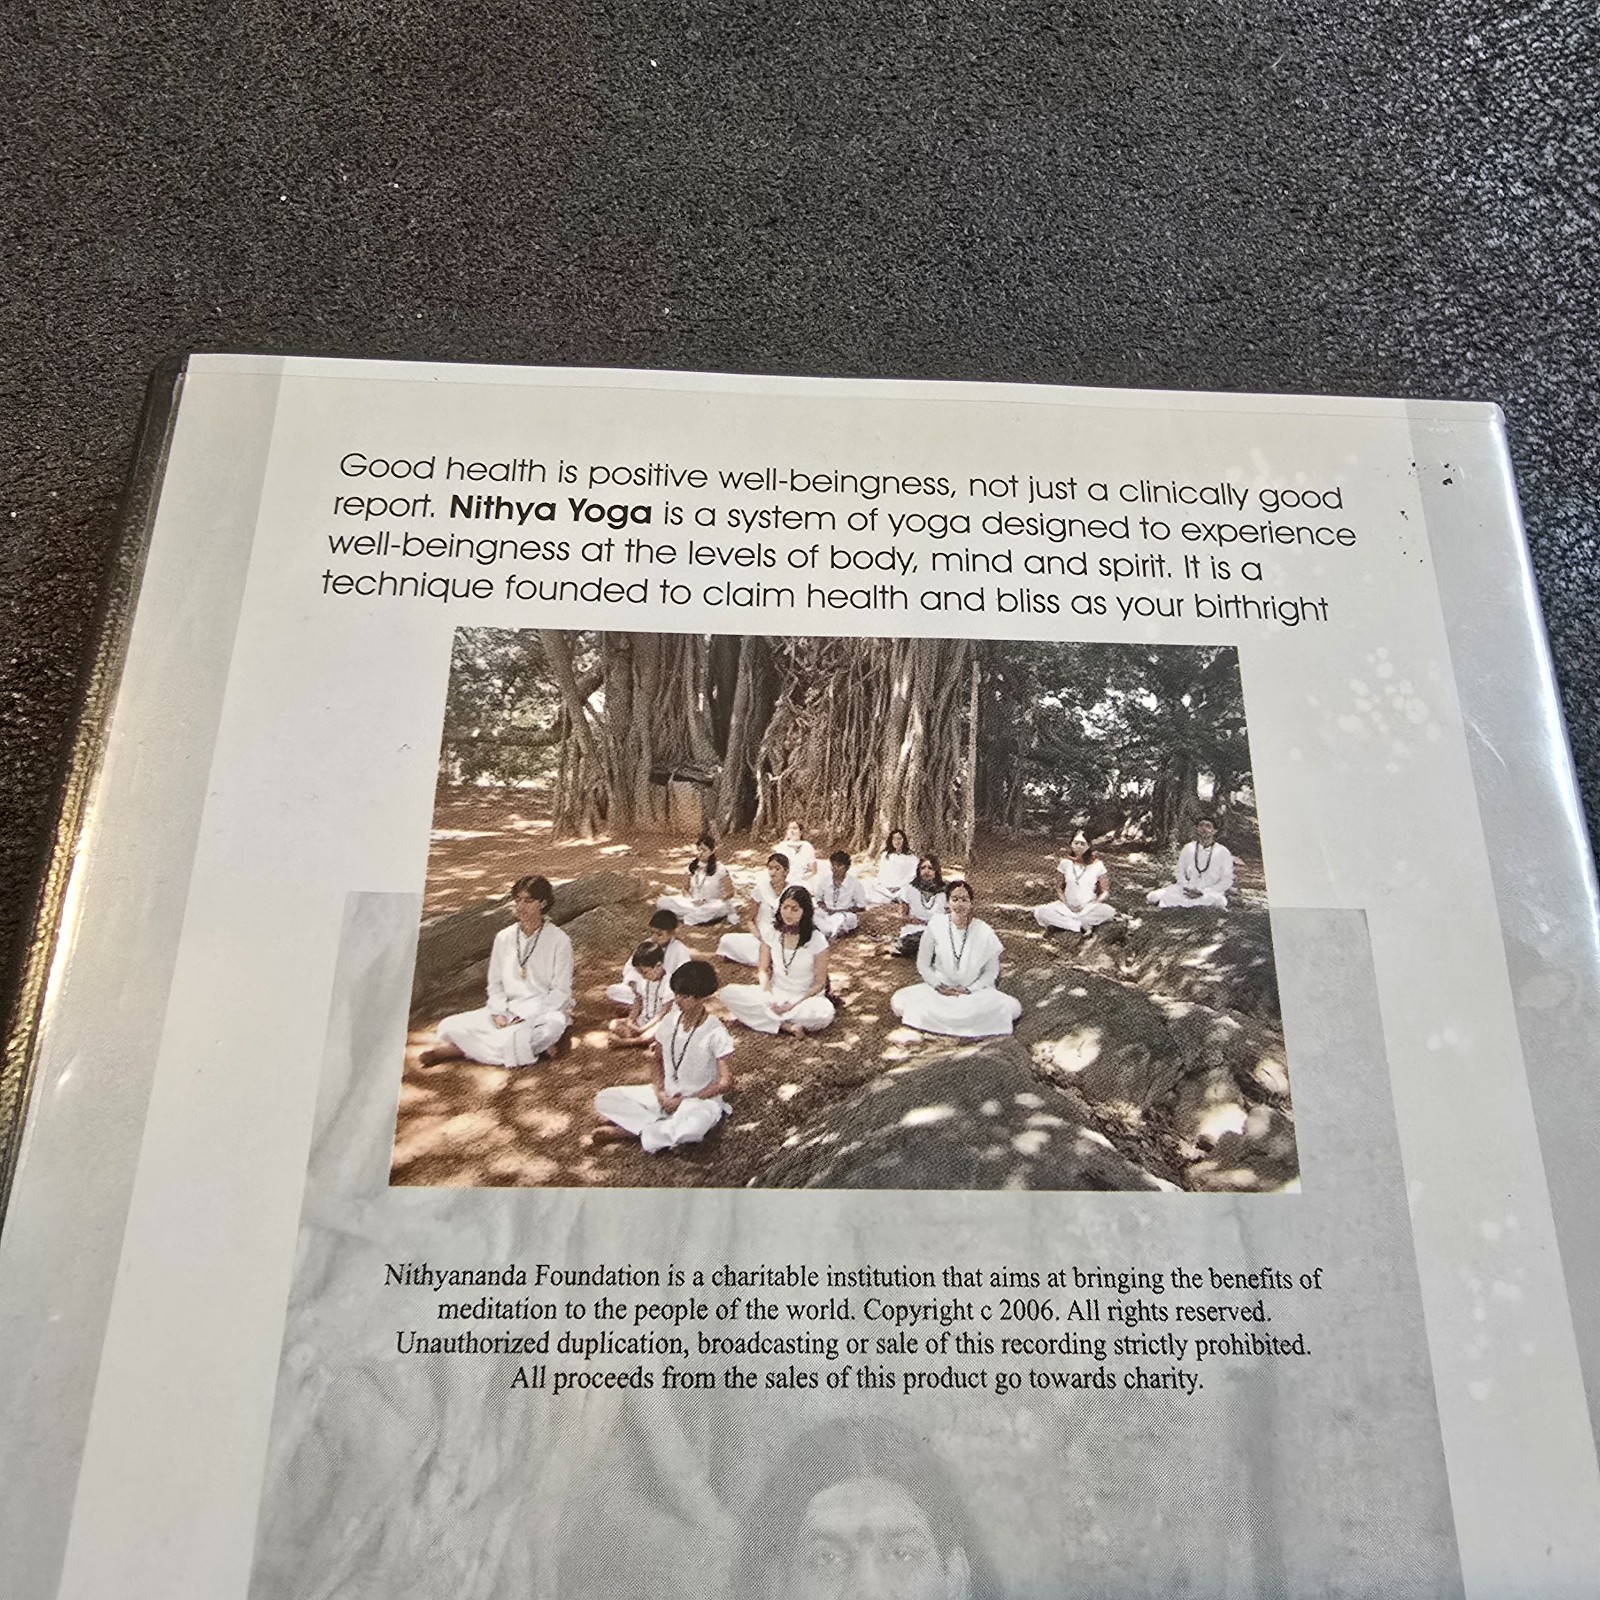 Good health is positive well-beingness, not just a clinically good
report. Nithya Yoga is a system of yoga designed to experience
well-beingness at the levels of body, mind and spirit. It is a
technique founded to claim health and bliss as your birthright
Nithyananda Foundation is a charitable institution that aims at bringing the benefits of
meditation to the people of the world. Copyright c 2006. All rights reserved.
Unauthorized duplication, broadcasting or sale of this recording strictly prohibited.
All proceeds from the sales of this product go towards charity.